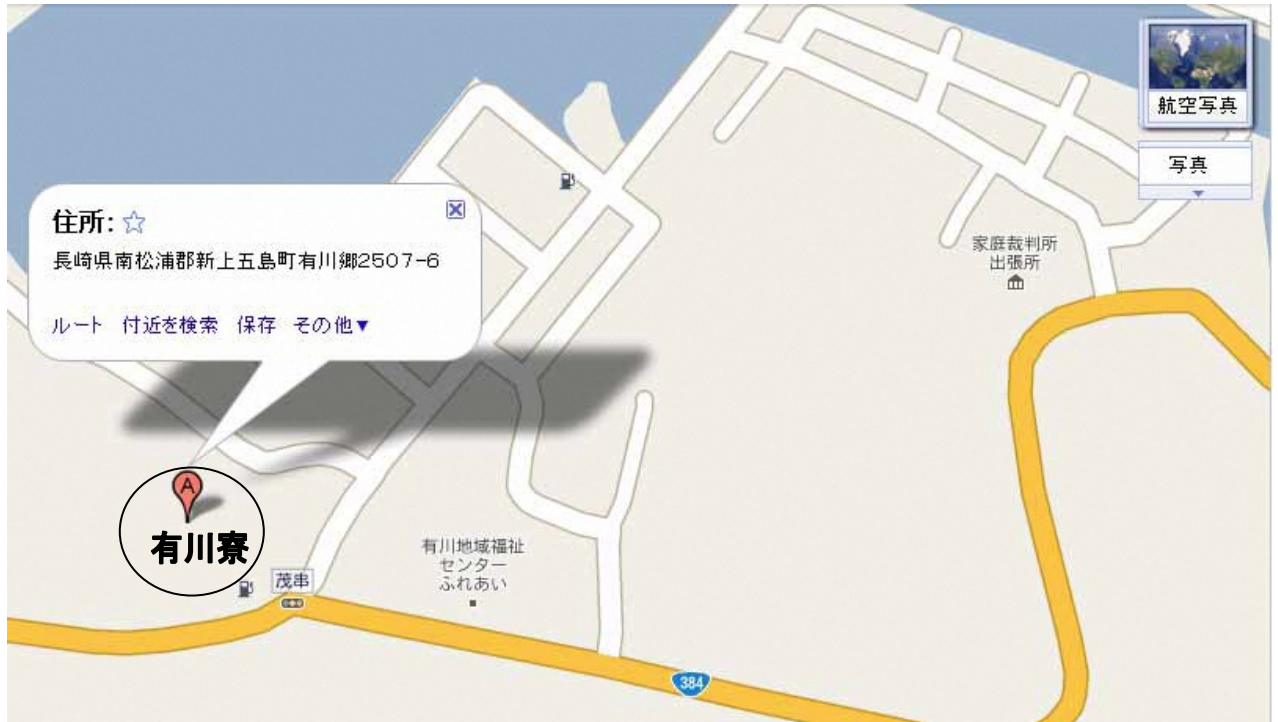 航空写真
写真
住所:
長崎県南松浦郡新上五島町有川郷2507-6
ルート 付近を検索 保存 その他▼
家庭裁判所
出張所
A
有川寮
茂串
有川地域福祉
センター
ふれあい
384